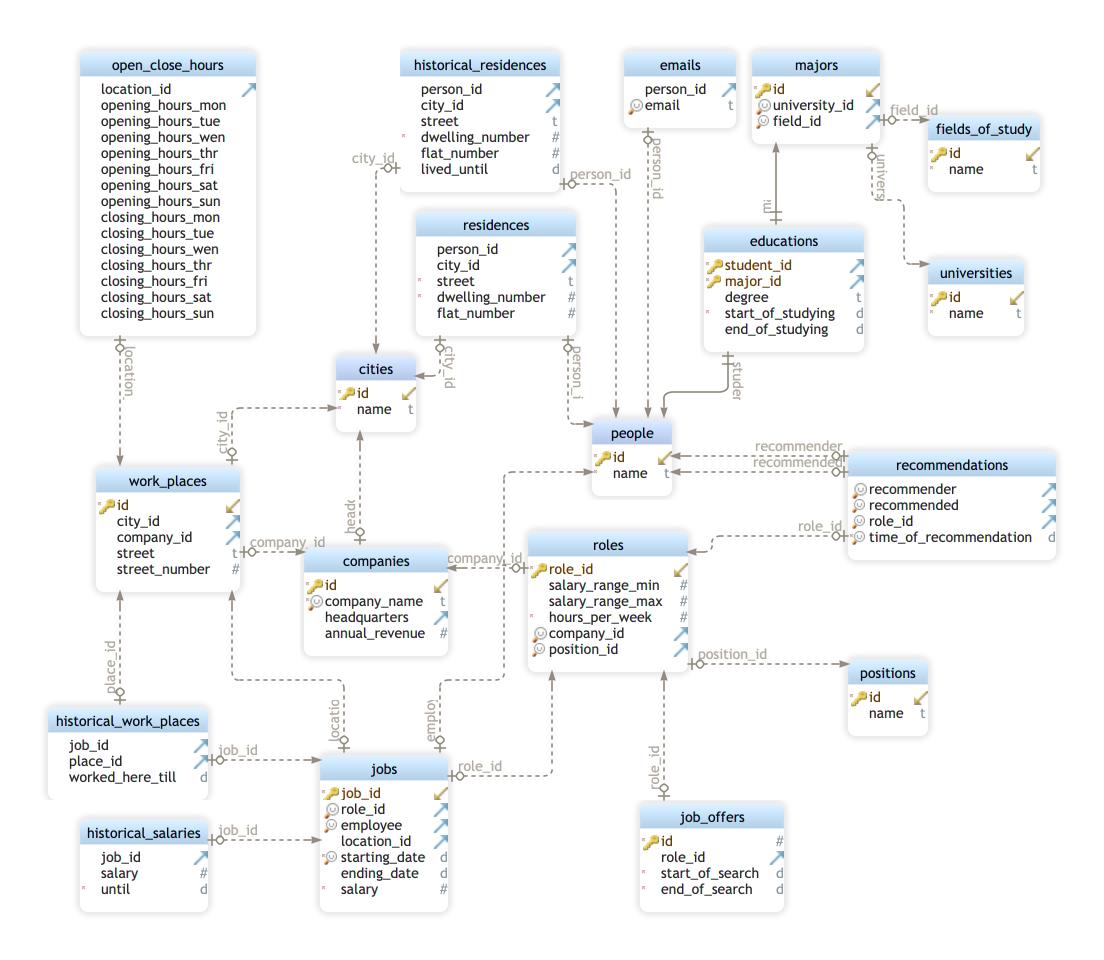 open_close_hours
location_id
opening_hours_mon
opening_hours_tue
opening_hours_wen
opening_hours_thr
opening_hours_fri
opening_hours_sat
opening_hours_sun
closing_hours_mon
closing_hours_tue
closing_hours_wen
closing_hours_thr
closing_hours_fri
closing_hours_sat
closing_hours_sun
historical_residences
person_id
city_id
street t
dwelling_number #
flat_number #
lived_until d
emails
person_id
email t
majors
id
university_id
field_id
field_id
fields_of_study
id
name t
city_id
person_id
person_id
univers
residences
person_id
city_id
street t
dwelling_number #
flat_number #
educations
student_id
major_id
degree t
start_of_studying d
end_of_studying d
universities
id
name t
location
city_id
person_i
studer
cities
id
name t
city_id
people
id
name t
recommender
recommended
recommendations
recommender
recommended
role_id
time_of_recommendation d
role_id
work_places
id
city_id
company_id
street t
street_number #
company_id
head
companies
id
company_name t
headquarters
annual_revenue #
company_id
roles
role_id
salary_range_min #
salary_range_max #
hours_per_week #
company_id
position_id
position_id
positions
id
name t
place_id
historical_work_places
job_id
place_id
worked_here_till d
job_id
locatio
employ
role_id
role_id
jobs
job_id
role_id
employee
location_id
starting_date d
ending_date d
salary #
historical_salaries
job_id
salary #
until d
job_id
job_offers
id #
role_id
start_of_search d
end_of_search d